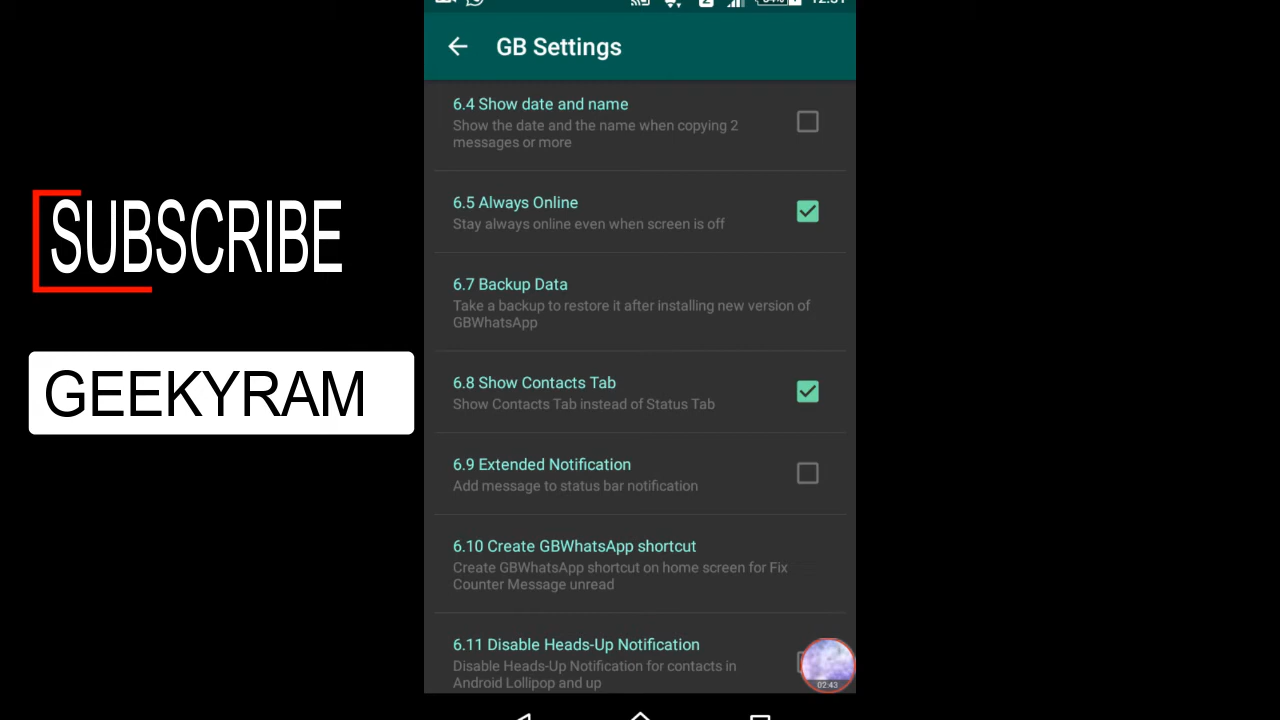 GB Settings
6.4 Show date and name
Show the date and the name when copying 2
messages or more
6.5 Always Online
Stay always online even when screen is off
6.7 Backup Data
Take a backup to restore it after installing new version of
GBWhatsApp
6.8 Show Contacts Tab
Show Contacts Tab instead of Status Tab
6.9 Extended Notification
Add message to status bar notification
6.10 Create GBWhatsApp shortcut
Create GBWhatsApp shortcut on home screen for Fix
Counter Message unread
6.11 Disable Heads-Up Notification
Disable Heads-Up Notification for contacts in
Android Lollipop and up
02:43
SUBSCRIBE
GEEKYRAM